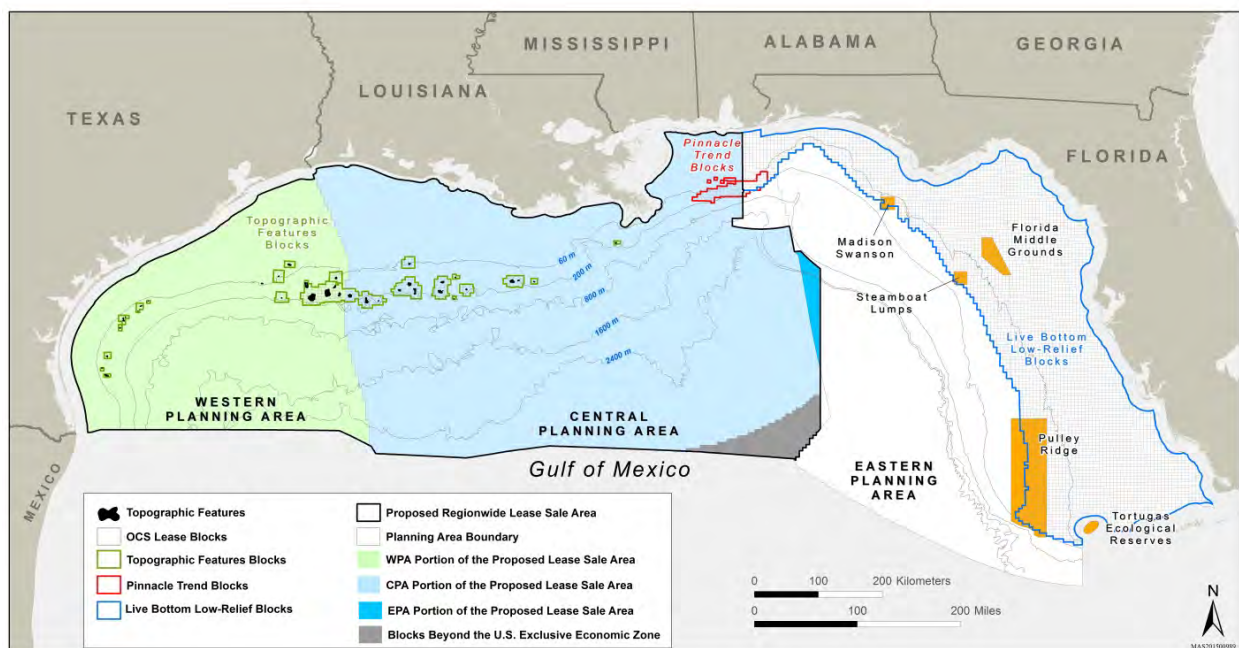 MISSISSIPPI
ALABAMA
GEORGIA
LOUISIANA
TEXAS
FLORIDA
Pinnacle
Trend
Blocks
Topographic
Features
Blocks
Madison
Swanson
Florida
Middle
Grounds
Steamboat
Lumps
60 m
200 m
800 m
1600 m
2400 m
Live Bottom
Low-Relief
Blocks
WESTERN
PLANNING AREA
CENTRAL
PLANNING AREA
Gulf of Mexico
EASTERN
PLANNING
AREA
Pulley
Ridge
Tortugas
Ecological
Reserves
MEXICO
Topographic Features
OCS Lease Blocks
Topographic Features Blocks
Pinnacle Trend Blocks
Live Bottom Low-Relief Blocks
Proposed Regionwide Lease Sale Area
Planning Area Boundary
WPA Portion of the Proposed Lease Sale Area
CPA Portion of the Proposed Lease Sale Area
EPA Portion of the Proposed Lease Sale Area
Blocks Beyond the U.S. Exclusive Economic Zone
0 100 200 Kilometers
0 100 200 Miles
N